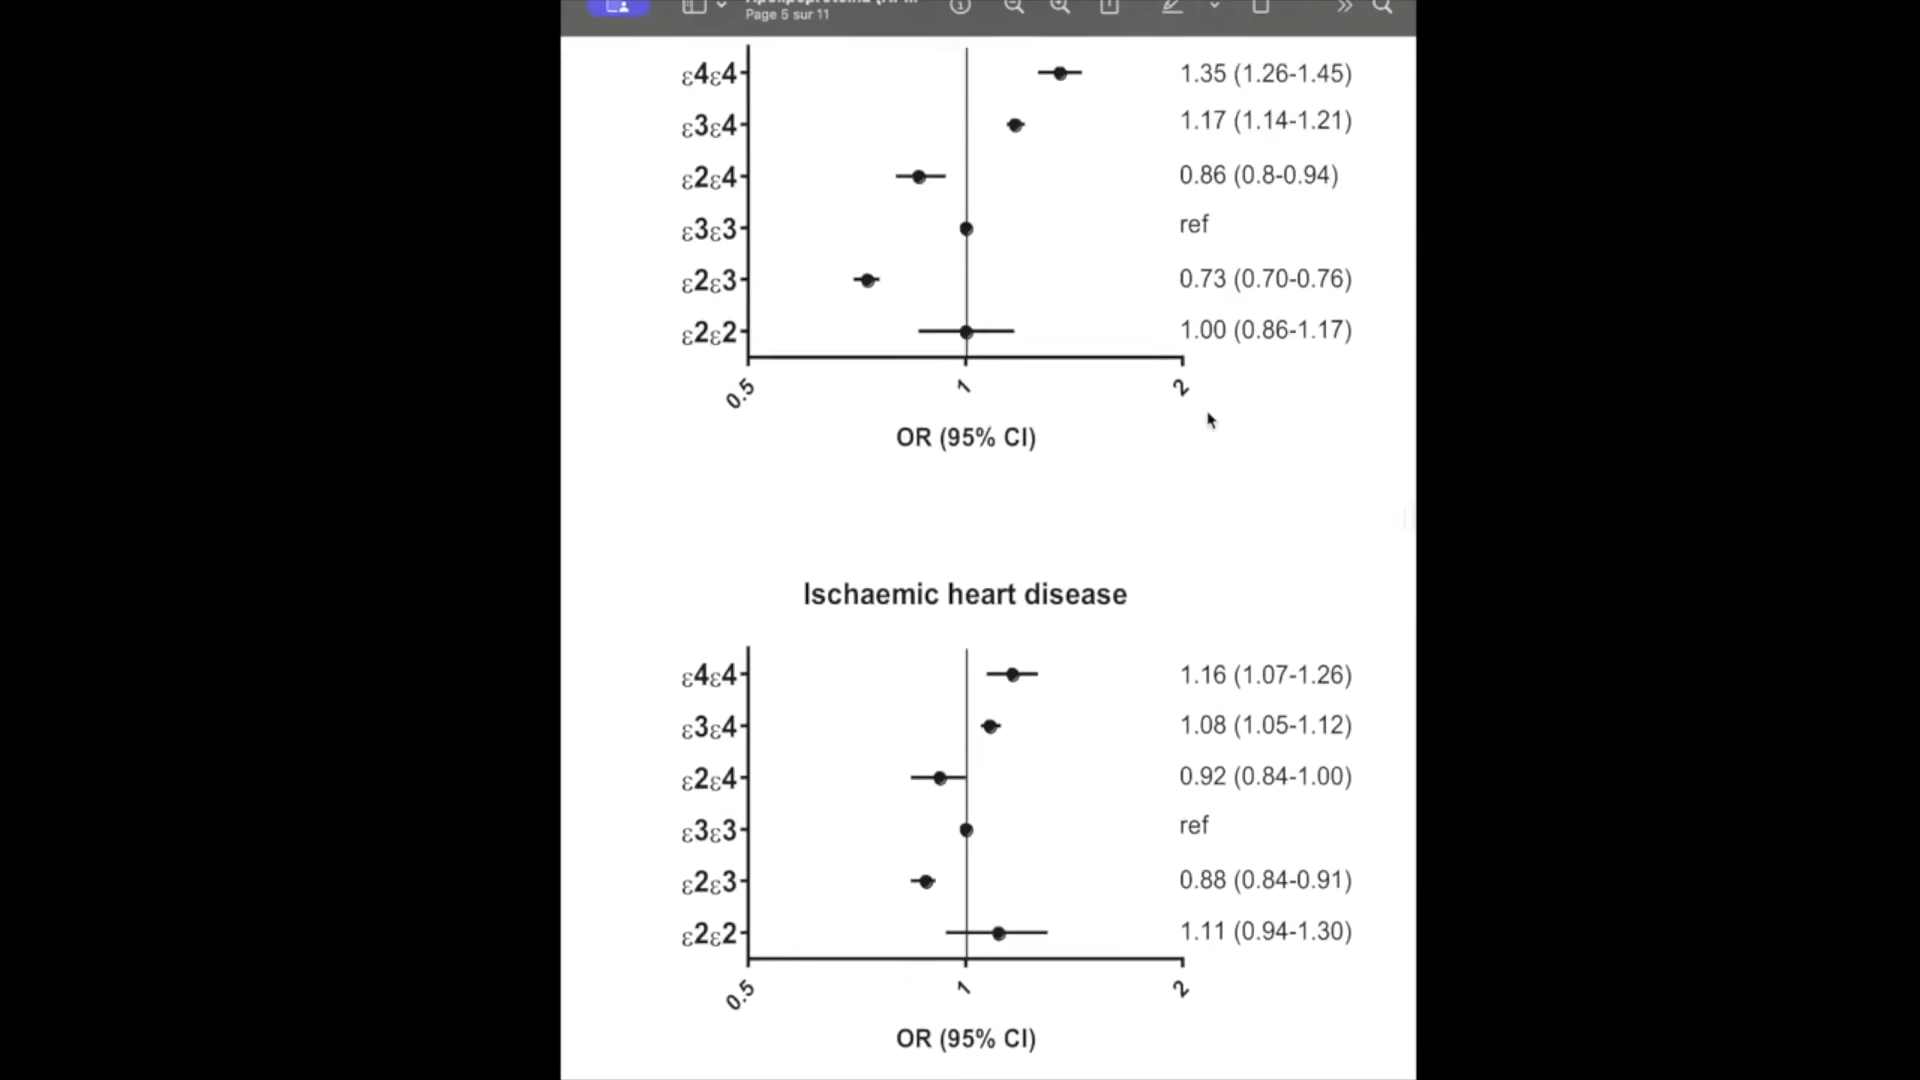 Page 5 sur 11
ε4ε4 1.35 (1.26-1.45)
ε3ε4 1.17 (1.14-1.21)
ε2ε4 0.86 (0.8-0.94)
ε3ε3 ref
ε2ε3 0.73 (0.70-0.76)
ε2ε2 1.00 (0.86-1.17)
0.5 1 2
OR (95% CI)
Ischaemic heart disease
ε4ε4 1.16 (1.07-1.26)
ε3ε4 1.08 (1.05-1.12)
ε2ε4 0.92 (0.84-1.00)
ε3ε3 ref
ε2ε3 0.88 (0.84-0.91)
ε2ε2 1.11 (0.94-1.30)
0.5 1 2
OR (95% CI)